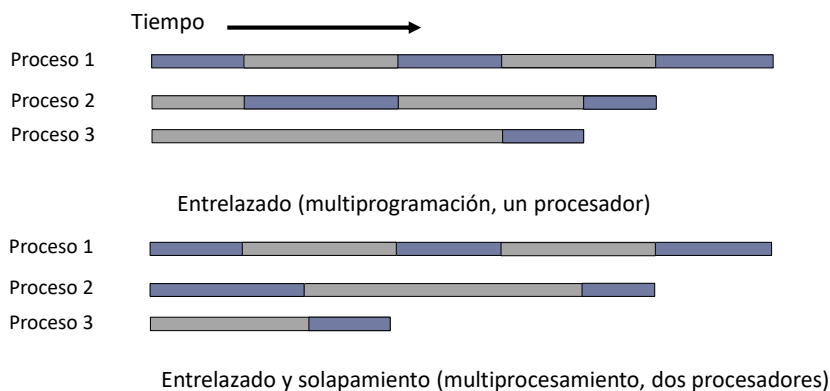 Tiempo
Proceso 1
Proceso 2
Proceso 3
Entrelazado (multiprogramación, un procesador)
Proceso 1
Proceso 2
Proceso 3
Entrelazado y solapamiento (multiprocesamiento, dos procesadores)